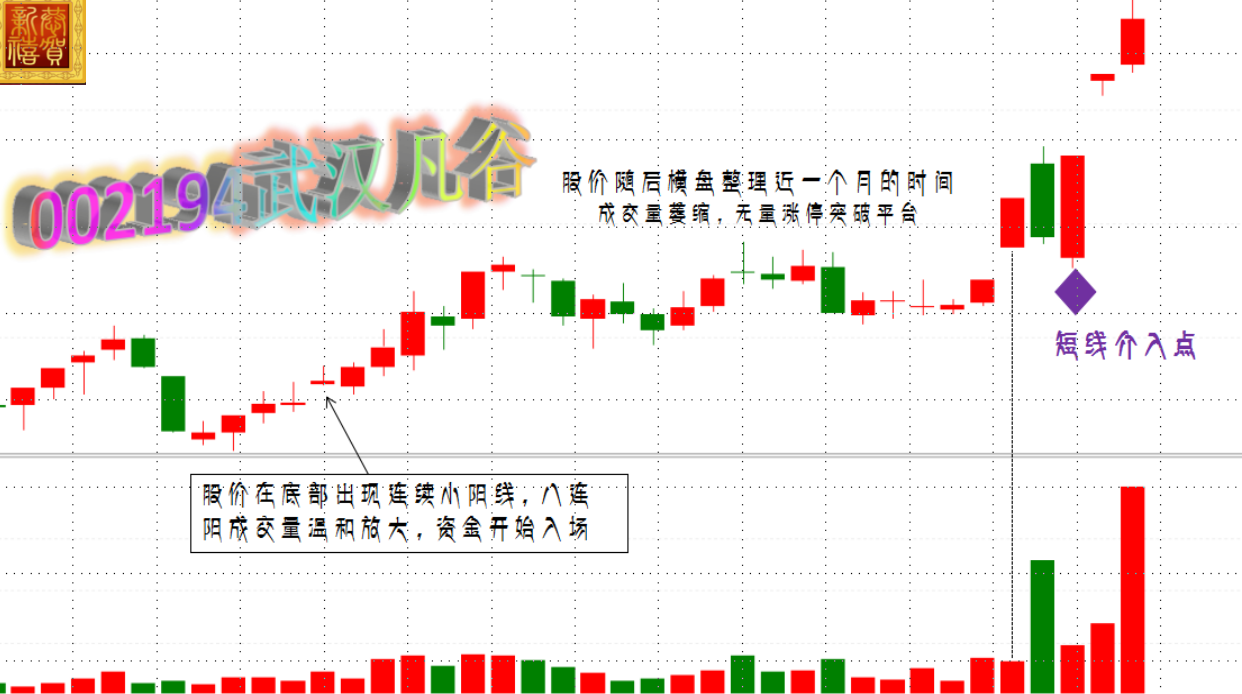 恭賀
新禧
002194武汉凡谷
股价随后横盘整理近一个月的时间
成交量萎缩，无量涨停突破平台
短线介入点
股价在底部出现连续小阳线，八连
阳成交量温和放大，资金开始入场